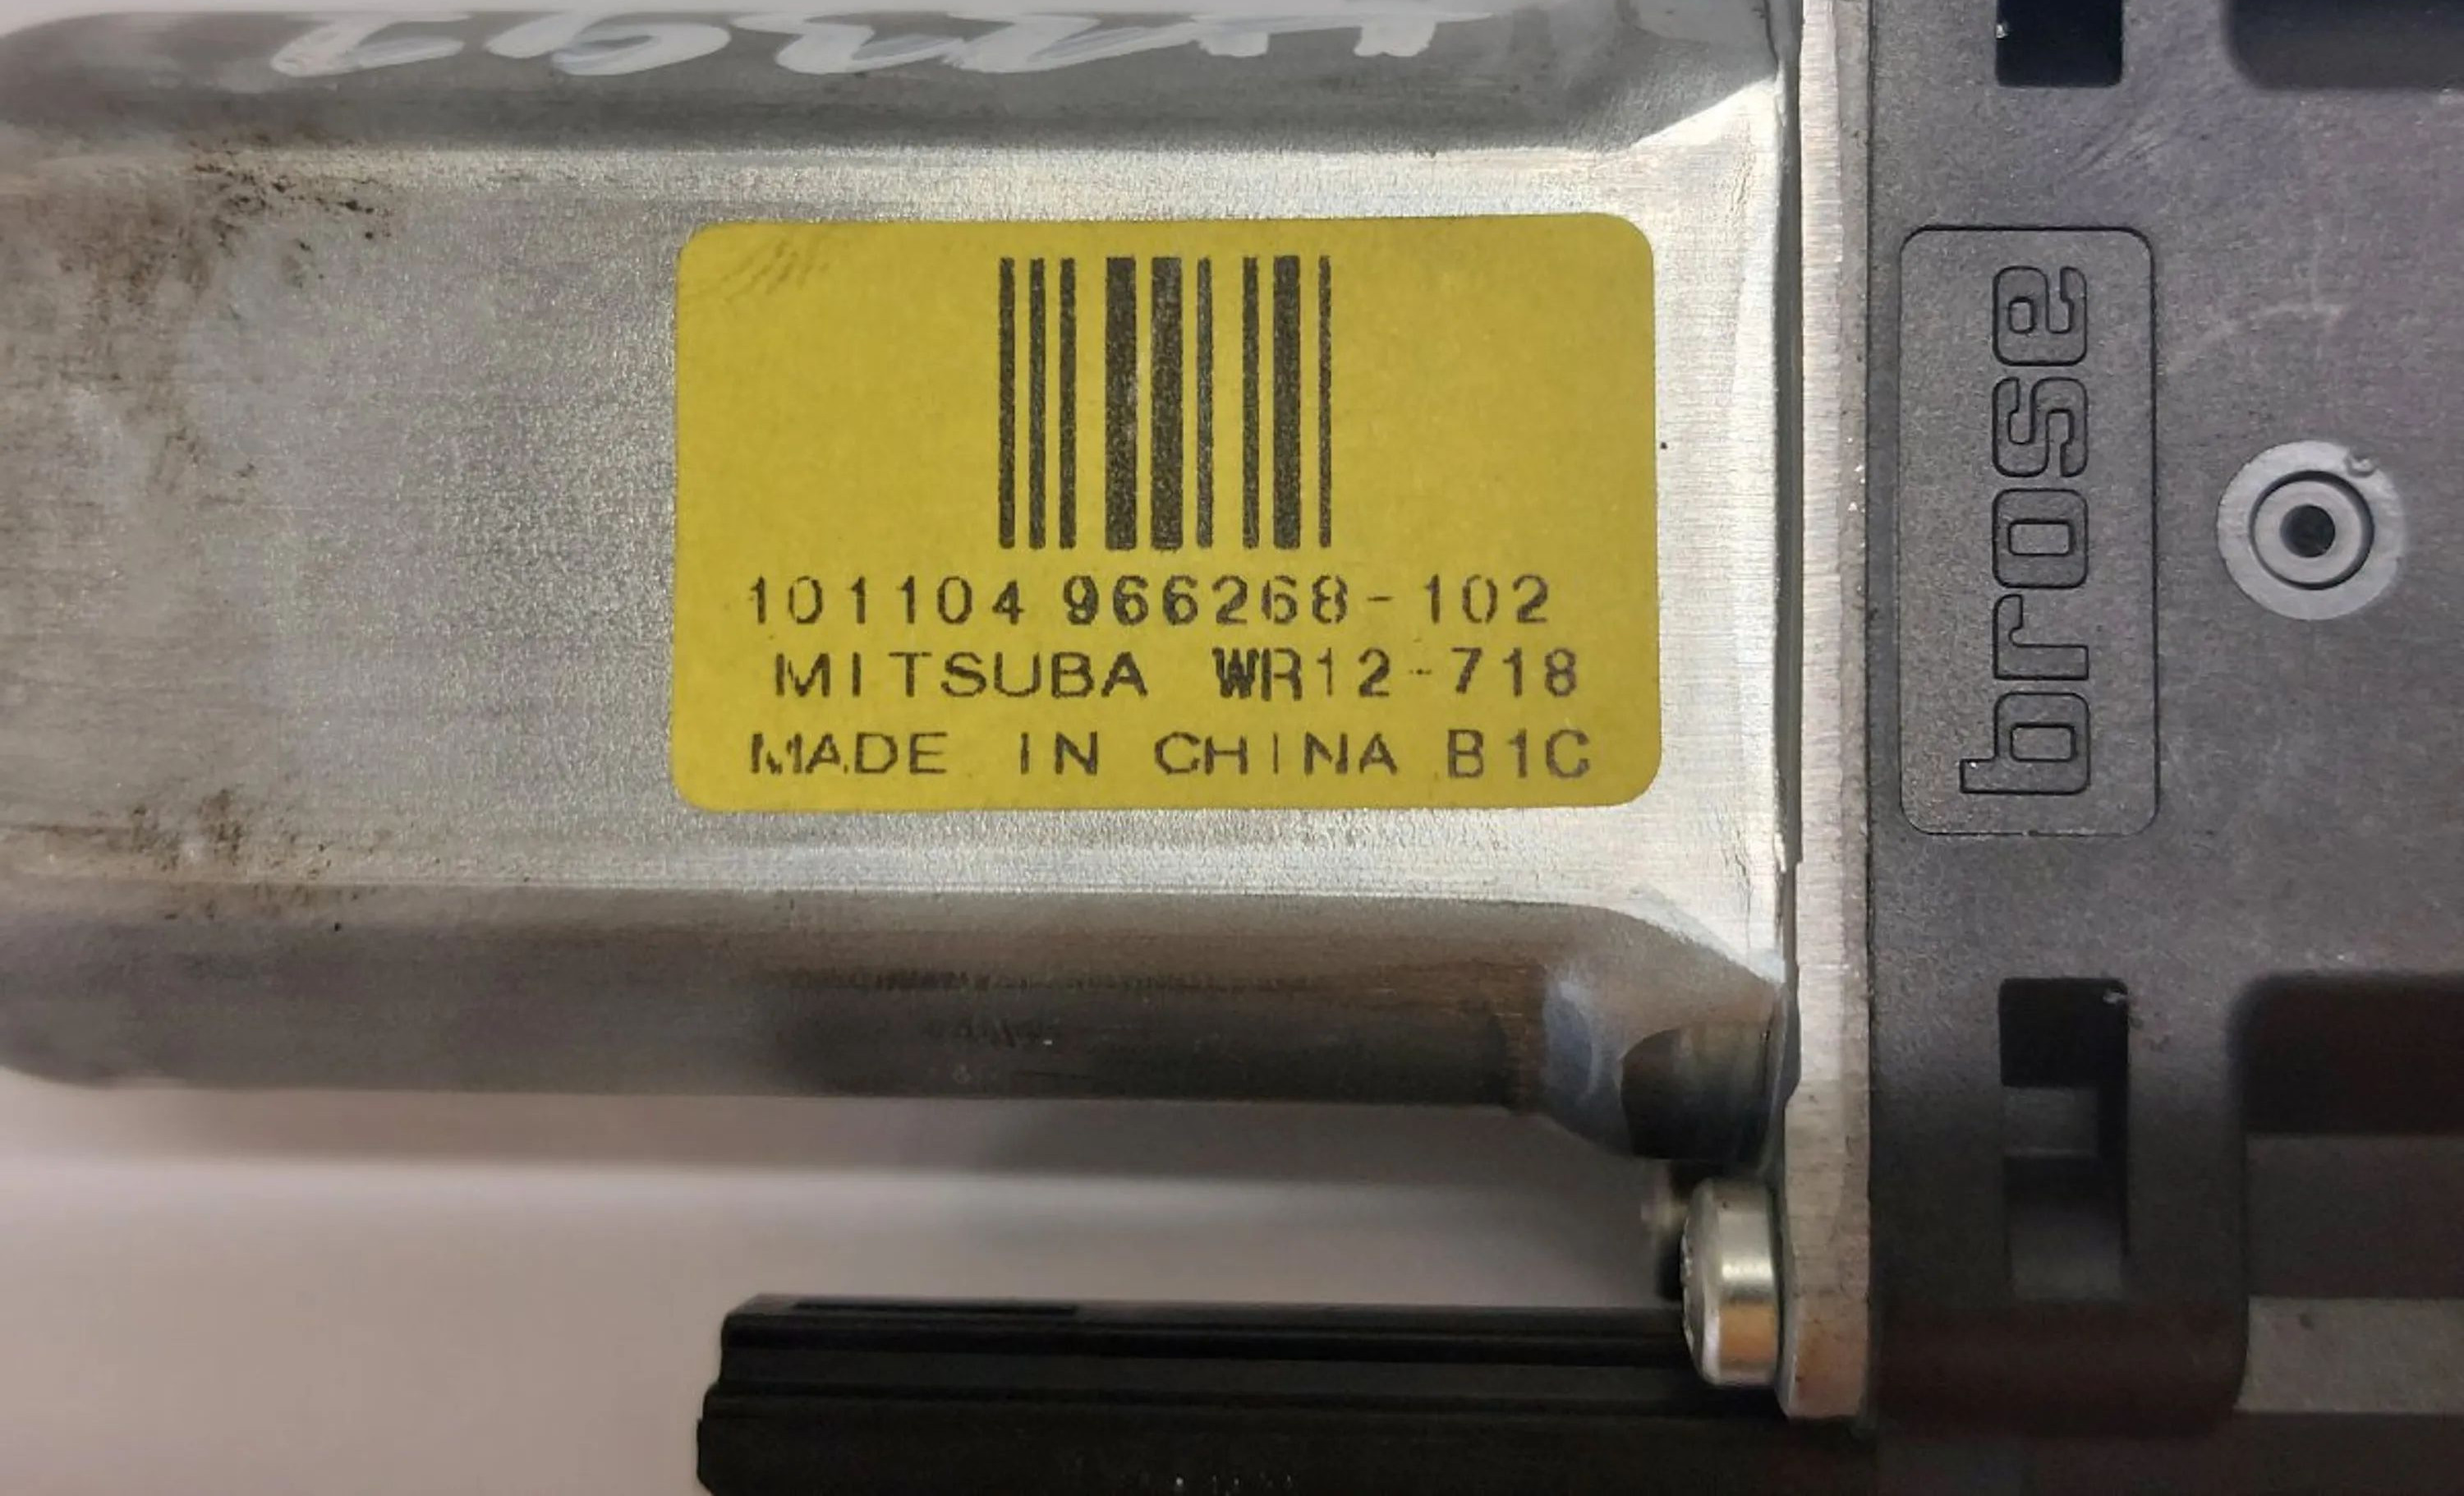 101104 966268-102
MITSUBA WR12-718
MADE IN CHINA B1C
brose